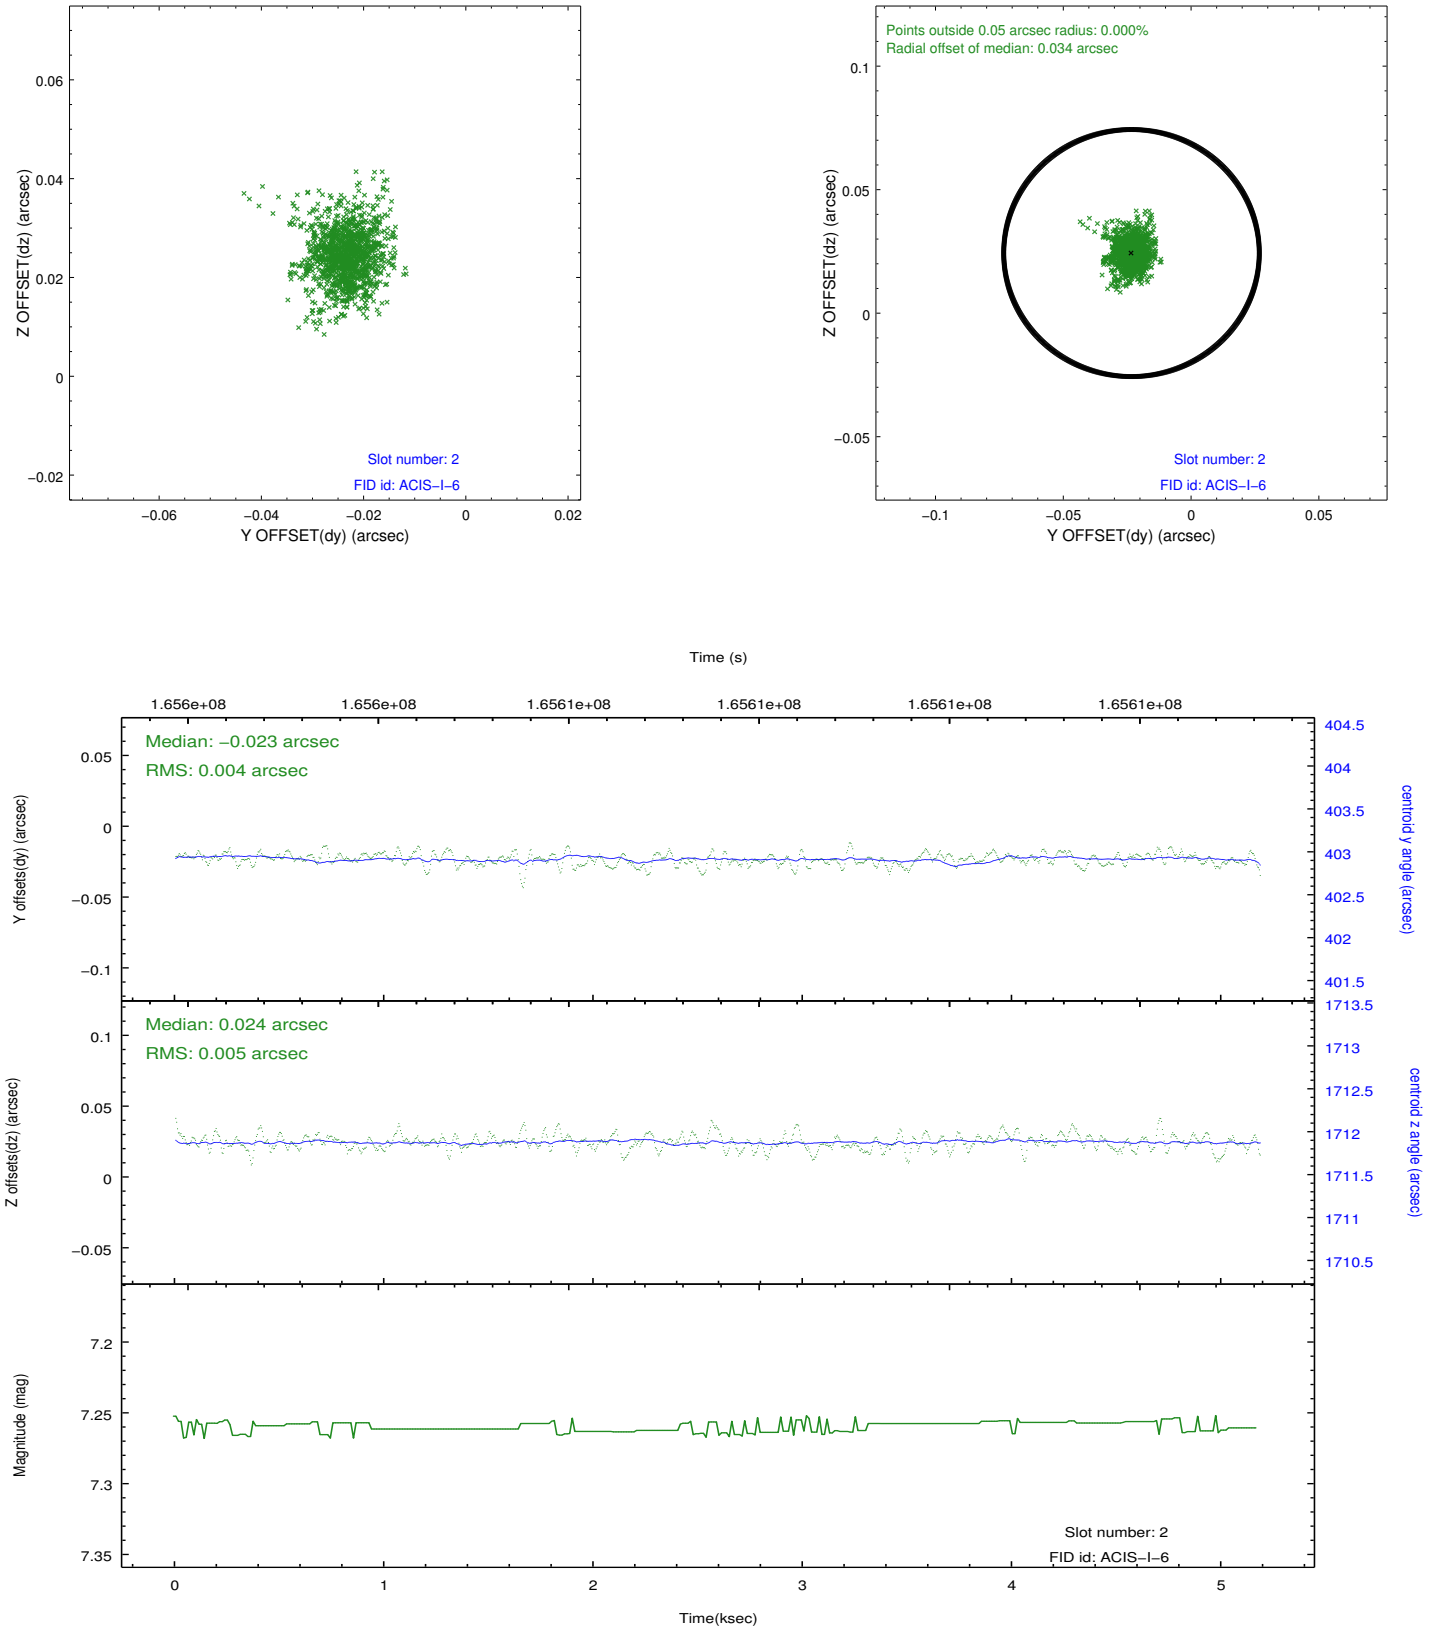 0.06
0.04
0.02
0
−0.02
Z OFFSET(dz) (arcsec)
Slot number: 2
FID id: ACIS−I−6
−0.06
−0.04
−0.02
0
0.02
Y OFFSET(dy) (arcsec)
Points outside 0.05 arcsec radius: 0.000%
Radial offset of median: 0.034 arcsec
0.1
0.05
0
−0.05
Z OFFSET(dz) (arcsec)
Slot number: 2
FID id: ACIS−I−6
−0.1
−0.05
0
0.05
Y OFFSET(dy) (arcsec)
Time (s)
1.656e+08
1.656e+08
1.6561e+08
1.6561e+08
1.6561e+08
1.6561e+08
Median: −0.023 arcsec
RMS: 0.004 arcsec
0.05
0
−0.05
−0.1
Y offsets(dy) (arcsec)
404.5
404
403.5
403
402.5
402
401.5
centroid y angle (arcsec)
Median: 0.024 arcsec
RMS: 0.005 arcsec
0.1
0.05
0
−0.05
Z offsets(dz) (arcsec)
1713.5
1713
1712.5
1712
1711.5
1711
1710.5
centroid z angle (arcsec)
7.2
7.25
7.3
7.35
Magnitude (mag)
Slot number: 2
FID id: ACIS−I−6
0
1
2
3
4
5
Time(ksec)